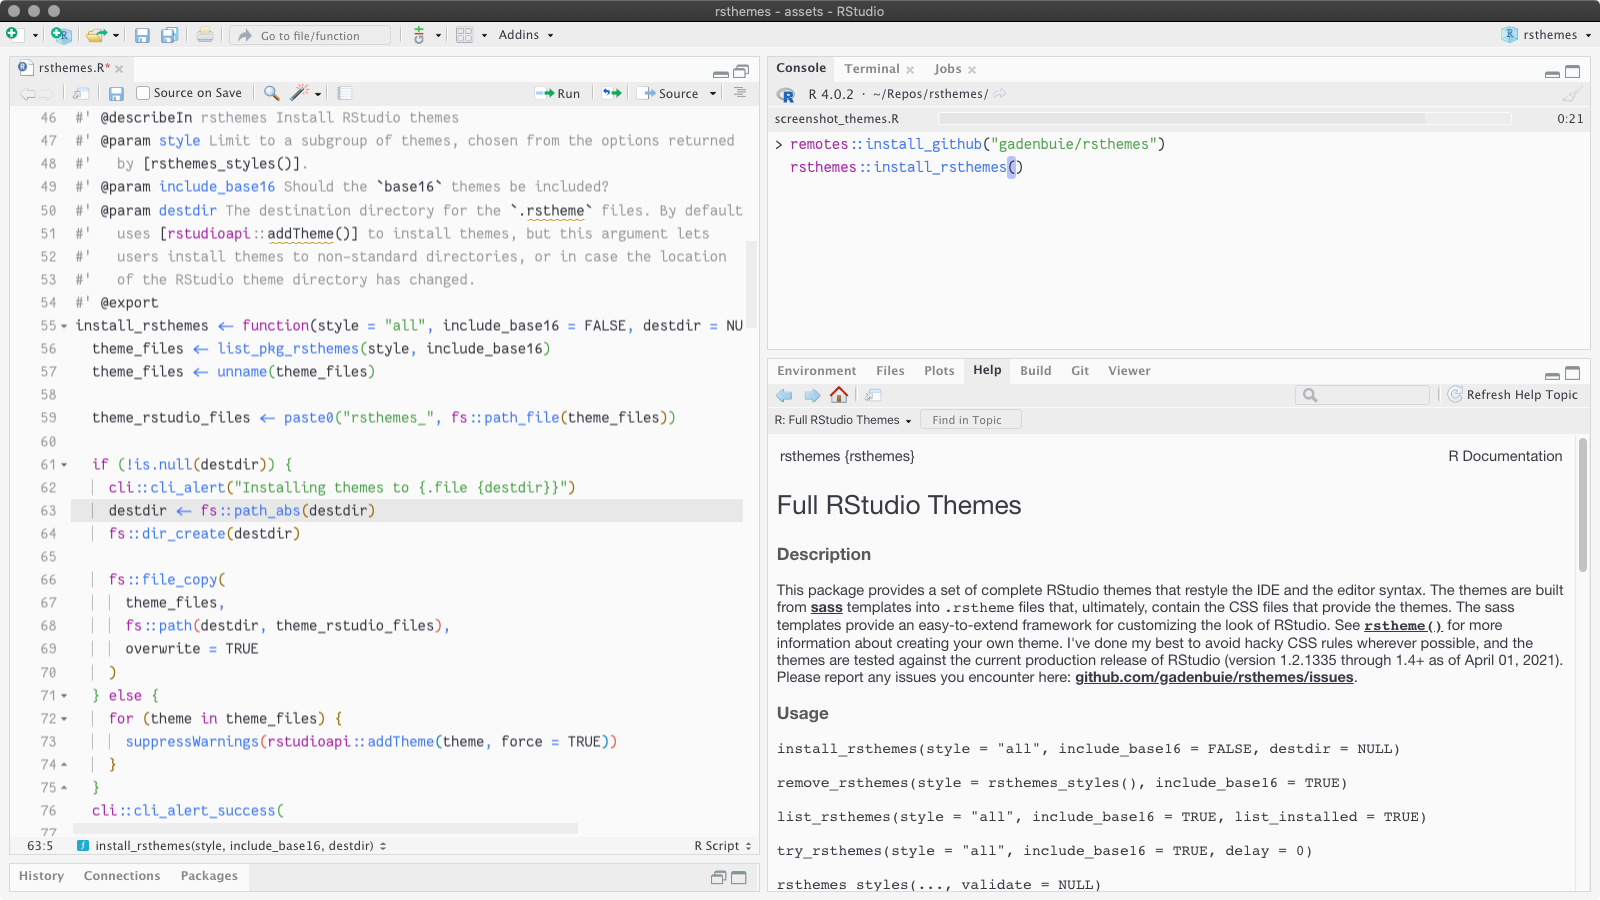 rsthemes - assets - RStudio
Go to file/function
Addins
rsthemes
rsthemes.R*
Source on Save
Run
Source
46 #' @describeIn rsthemes Install RStudio themes
47 #' @param style Limit to a subgroup of themes, chosen from the options returned
48 #'   by [rsthemes_styles()].
49 #' @param include_base16 Should the `base16` themes be included?
50 #' @param destdir The destination directory for the `.rstheme` files. By default
51 #'   uses [rstudioapi::addTheme()] to install themes, but this argument lets
52 #'   users install themes to non-standard directories, or in case the location
53 #'   of the RStudio theme directory has changed.
54 #' @export
55 install_rsthemes <- function(style = "all", include_base16 = FALSE, destdir = NU
56   theme_files <- list_pkg_rsthemes(style, include_base16)
57   theme_files <- unname(theme_files)
58
59   theme_rstudio_files <- paste0("rsthemes_", fs::path_file(theme_files))
60
61   if (!is.null(destdir)) {
62     cli::cli_alert("Installing themes to {.file {destdir}}")
63     destdir <- fs::path_abs(destdir)
64     fs::dir_create(destdir)
65
66     fs::file_copy(
67       theme_files,
68       fs::path(destdir, theme_rstudio_files),
69       overwrite = TRUE
70     )
71   } else {
72     for (theme in theme_files) {
73       suppressWarnings(rstudioapi::addTheme(theme, force = TRUE))
74     }
75   }
76   cli::cli_alert_success(
77
63:5 install_rsthemes(style, include_base16, destdir) R Script
History Connections Packages
Console Terminal Jobs
R 4.0.2 · ~/Repos/rsthemes/
screenshot_themes.R 0:21
> remotes::install_github("gadenbuie/rsthemes")
rsthemes::install_rsthemes()
Environment Files Plots Help Build Git Viewer
Refresh Help Topic
R: Full RStudio Themes Find in Topic
rsthemes {rsthemes} R Documentation
Full RStudio Themes
Description
This package provides a set of complete RStudio themes that restyle the IDE and the editor syntax. The themes are built
from sass templates into .rstheme files that, ultimately, contain the CSS files that provide the themes. The sass
templates provide an easy-to-extend framework for customizing the look of RStudio. See rstheme() for more
information about creating your own theme. I've done my best to avoid hacky CSS rules wherever possible, and the
themes are tested against the current production release of RStudio (version 1.2.1335 through 1.4+ as of April 01, 2021).
Please report any issues you encounter here: github.com/gadenbuie/rsthemes/issues.
Usage
install_rsthemes(style = "all", include_base16 = FALSE, destdir = NULL)
remove_rsthemes(style = rsthemes_styles(), include_base16 = TRUE)
list_rsthemes(style = "all", include_base16 = TRUE, list_installed = TRUE)
try_rsthemes(style = "all", include_base16 = TRUE, delay = 0)
rsthemes_styles(..., validate = NULL)